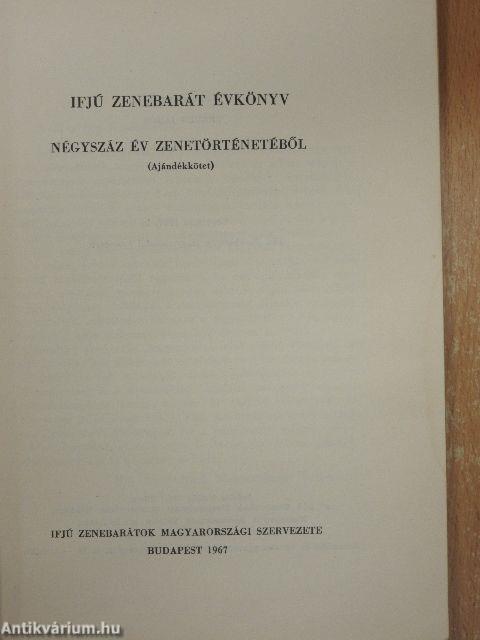 IFJÚ ZENEBARÁT ÉVKÖNYV
NÉGYSZÁZ ÉV ZENETÖRTÉNETÉBŐL
(Ajándékkötet)
IFJÚ ZENEBARÁTOK MAGYARORSZÁGI SZERVEZETE
BUDAPEST 1967
Antikvárium.hu